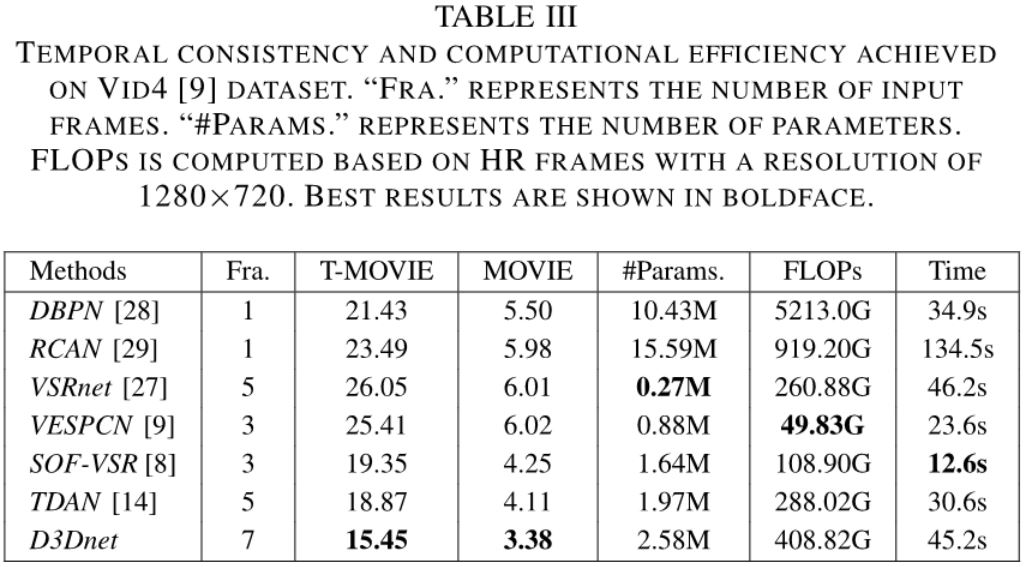 TABLE III
TEMPORAL CONSISTENCY AND COMPUTATIONAL EFFICIENCY ACHIEVED
ON VID4 [9] DATASET. “FRA.” REPRESENTS THE NUMBER OF INPUT
FRAMES. “#PARAMS.” REPRESENTS THE NUMBER OF PARAMETERS.
FLOPS IS COMPUTED BASED ON HR FRAMES WITH A RESOLUTION OF
1280×720. BEST RESULTS ARE SHOWN IN BOLDFACE.
Methods Fra. T-MOVIE MOVIE #Params. FLOPs Time
DBPN [28] 1 21.43 5.50 10.43M 5213.0G 34.9s
RCAN [29] 1 23.49 5.98 15.59M 919.20G 134.5s
VSRnet [27] 5 26.05 6.01 0.27M 260.88G 46.2s
VESPCN [9] 3 25.41 6.02 0.88M 49.83G 23.6s
SOF-VSR [8] 3 19.35 4.25 1.64M 108.90G 12.6s
TDAN [14] 5 18.87 4.11 1.97M 288.02G 30.6s
D3Dnet 7 15.45 3.38 2.58M 408.82G 45.2s